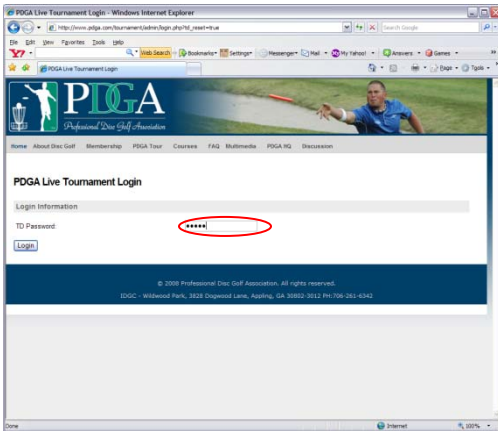 PDGA Live Tournament Login - Windows Internet Explorer
http://www.pdga.com/tournament/admin/login.php?td_reset=true
Search Google
File Edit View Favorites Tools Help
Web Search Bookmarks Settings Messenger Mail My Yahoo! Answers Games
PDGA Live Tournament Login
Page Tools
PDGA
Professional Disc Golf Association
Home About Disc Golf Membership PDGA Tour Courses FAQ Multimedia PDGA HQ Discussion
PDGA Live Tournament Login
Login Information
TD Password
•••••
Login
© 2008 Professional Disc Golf Association. All rights reserved.
IDGC - Wildwood Park, 3828 Dogwood Lane, Appling, GA 30802-3012 PH:706-261-6342
Done
Internet
100%